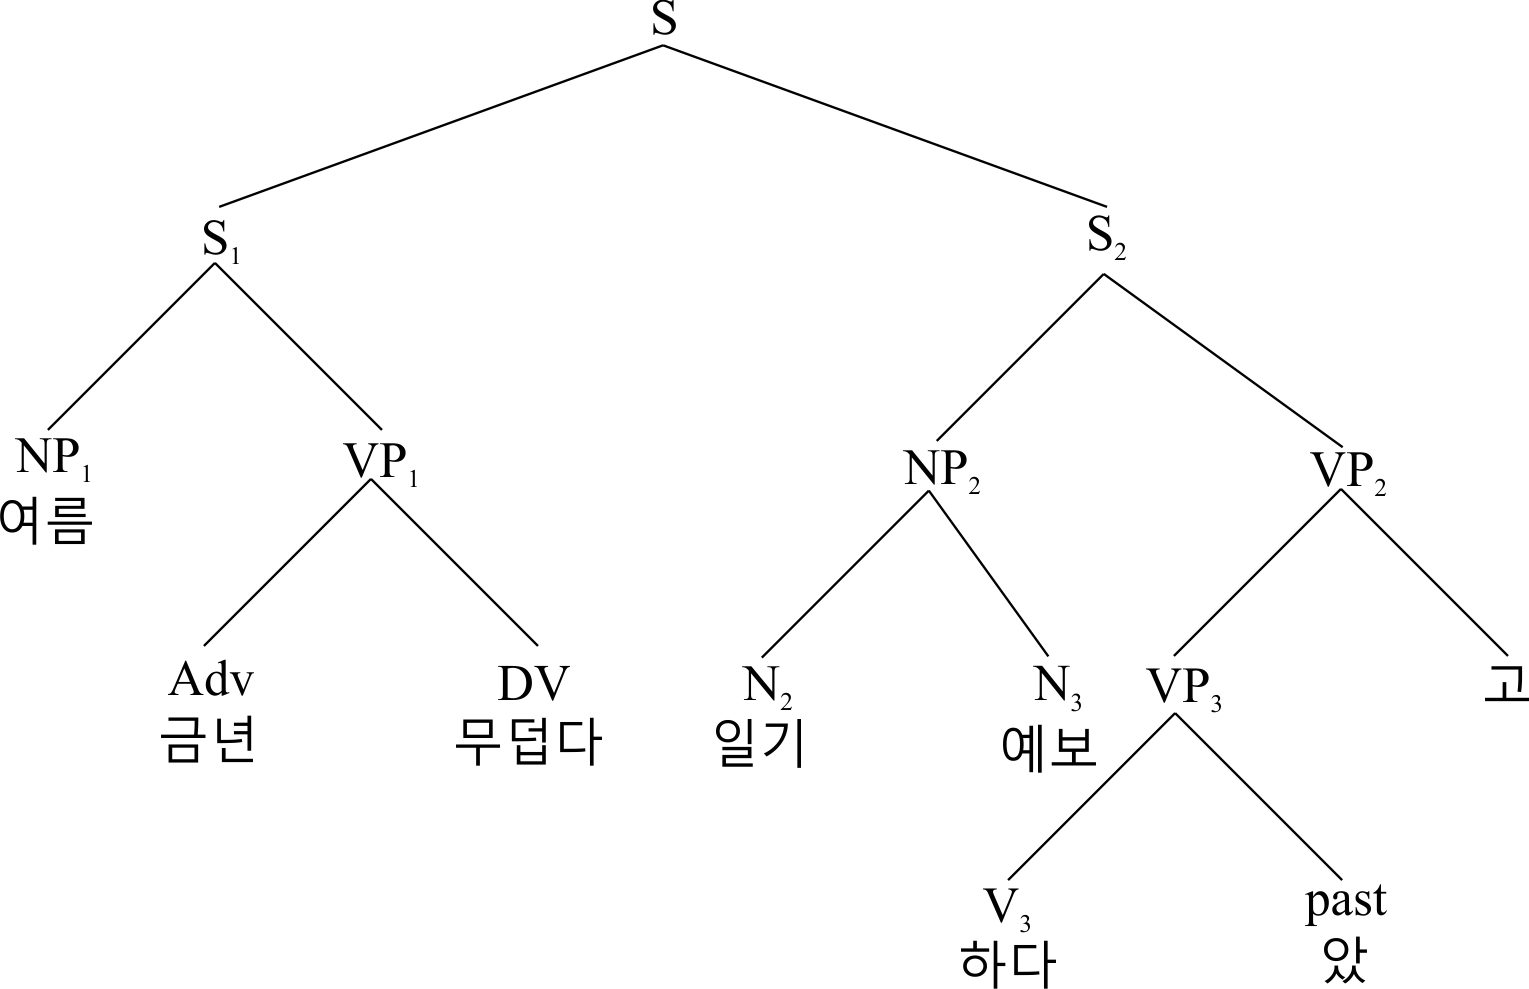 S
S₁ S₂
NP₁ VP₁ NP₂ VP₂
여름
Adv DV N₂ N₃ VP₃ 고
금년 무덥다 일기 예보
V₃ past
하다 았